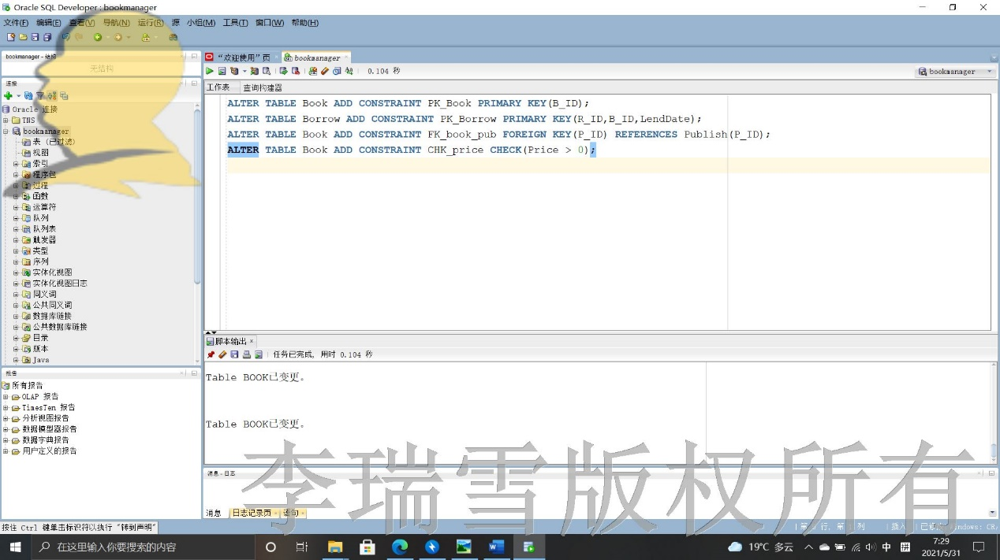 Oracle SQL Developer : bookmanager
文件(F) 编辑(E) 查看(V) 导航(N) 运行(R) 源 小组(M) 工具(T) 窗口(W) 帮助(H)
bookmanager - 结构
无结构
连接
Oracle 连接
TNS
bookmanager
表 (已过滤)
视图
索引
程序包
过程
函数
运算符
队列
队列表
触发器
类型
序列
实体化视图
实体化视图日志
同义词
公共同义词
数据库链接
公共数据库链接
目录
版本
Java
报告
所有报告
OLAP 报告
TimesTen 报告
分析视图报告
数据模型器报告
数据字典报告
用户定义的报告
“欢迎使用”页 bookmanager
0.104 秒
bookmanager
工作表 查询构建器
ALTER TABLE Book ADD CONSTRAINT PK_Book PRIMARY KEY(B_ID);
ALTER TABLE Borrow ADD CONSTRAINT PK_Borrow PRIMARY KEY(R_ID,B_ID,LendDate);
ALTER TABLE Book ADD CONSTRAINT FK_book_pub FOREIGN KEY(P_ID) REFERENCES Publish(P_ID);
ALTER TABLE Book ADD CONSTRAINT CHK_price CHECK(Price > 0);
脚本输出 ×
任务已完成, 用时 0.104 秒
Table BOOK已变更。
Table BOOK已变更。
李瑞雪版权所有
消息 - 日志
消息 日志记录页 × 语句 ×
按住 Ctrl 键单击标识符将以执行 "转到声明"
在这里输入你要搜索的内容
19°C 多云
中
拼
7:29
2021/5/31